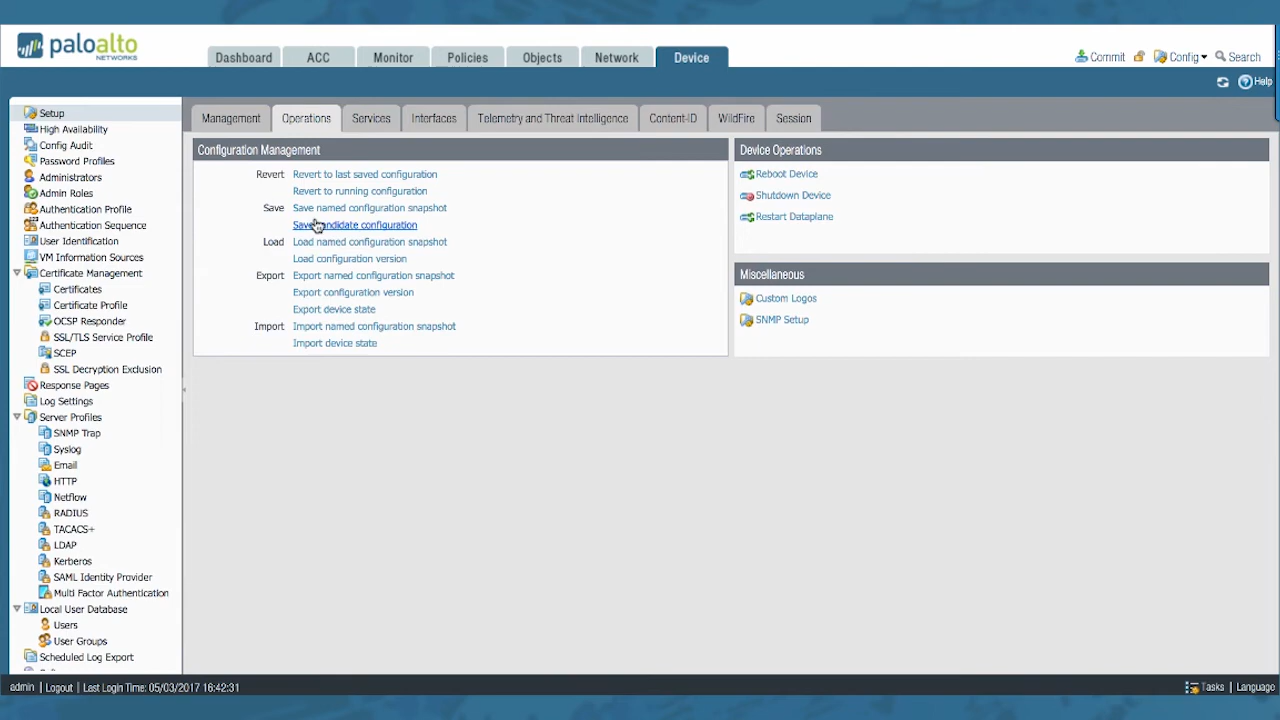 paloalto
NETWORKS
Dashboard ACC Monitor Policies Objects Network Device
Commit Config Search
Help
Setup
High Availability
Config Audit
Password Profiles
Administrators
Admin Roles
Authentication Profile
Authentication Sequence
User Identification
VM Information Sources
Certificate Management
Certificates
Certificate Profile
OCSP Responder
SSL/TLS Service Profile
SCEP
SSL Decryption Exclusion
Response Pages
Log Settings
Server Profiles
SNMP Trap
Syslog
Email
HTTP
Netflow
RADIUS
TACACS+
LDAP
Kerberos
SAML Identity Provider
Multi Factor Authentication
Local User Database
Users
User Groups
Scheduled Log Export
Management Operations Services Interfaces Telemetry and Threat Intelligence Content-ID WildFire Session
Configuration Management
Revert Revert to last saved configuration
Revert to running configuration
Save Save named configuration snapshot
Save candidate configuration
Load Load named configuration snapshot
Load configuration version
Export Export named configuration snapshot
Export configuration version
Export device state
Import Import named configuration snapshot
Import device state
Device Operations
Reboot Device
Shutdown Device
Restart Dataplane
Miscellaneous
Custom Logos
SNMP Setup
admin | Logout | Last Login Time: 05/03/2017 16:42:31
Tasks | Language